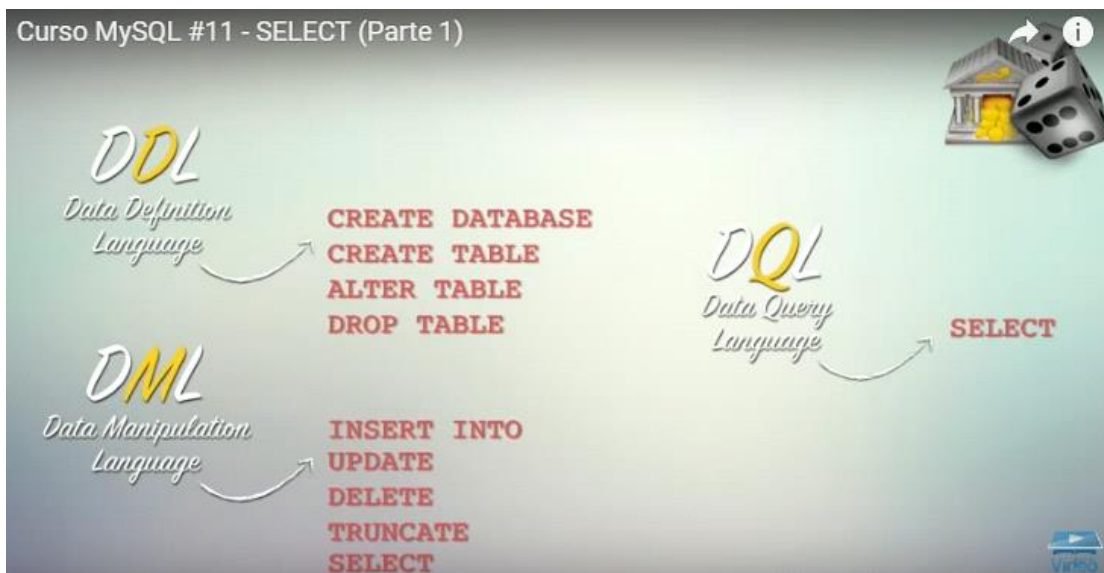 Curso MySQL #11 - SELECT (Parte 1)
DDL
Data Definition
Language
CREATE DATABASE
CREATE TABLE
ALTER TABLE
DROP TABLE
DML
Data Manipulation
Language
INSERT INTO
UPDATE
DELETE
TRUNCATE
SELECT
DQL
Data Query
Language
SELECT
Video